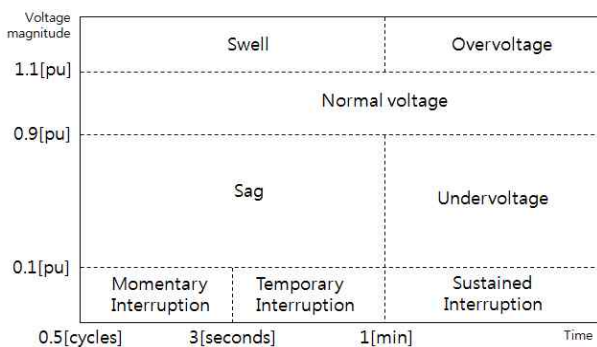 Voltage
magnitude
Swell
Overvoltage
1.1[pu]
Normal voltage
0.9[pu]
Sag
Undervoltage
0.1[pu]
Momentary
Interruption
Temporary
Interruption
Sustained
Interruption
0.5[cycles]
3[seconds]
1[min]
Time